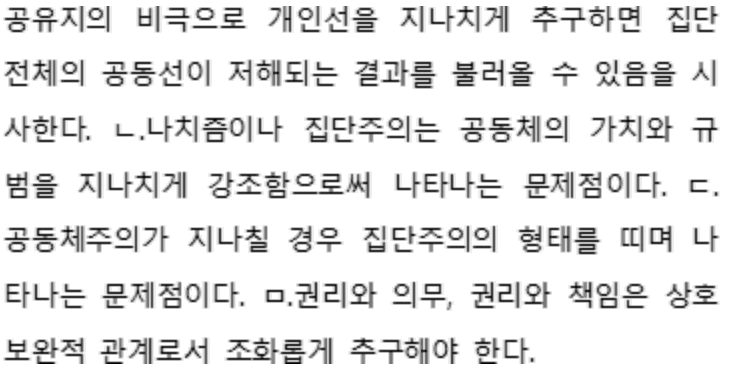 공유지의 비극으로 개인선을 지나치게 추구하면 집단
전체의 공동선이 저해되는 결과를 불러올 수 있음을 시
사한다. ㄴ.나치즘이나 집단주의는 공동체의 가치와 규
범을 지나치게 강조함으로써 나타나는 문제점이다. ㄷ.
공동체주의가 지나칠 경우 집단주의의 형태를 띠며 나
타나는 문제점이다. ㅁ.권리와 의무, 권리와 책임은 상호
보완적 관계로서 조화롭게 추구해야 한다.